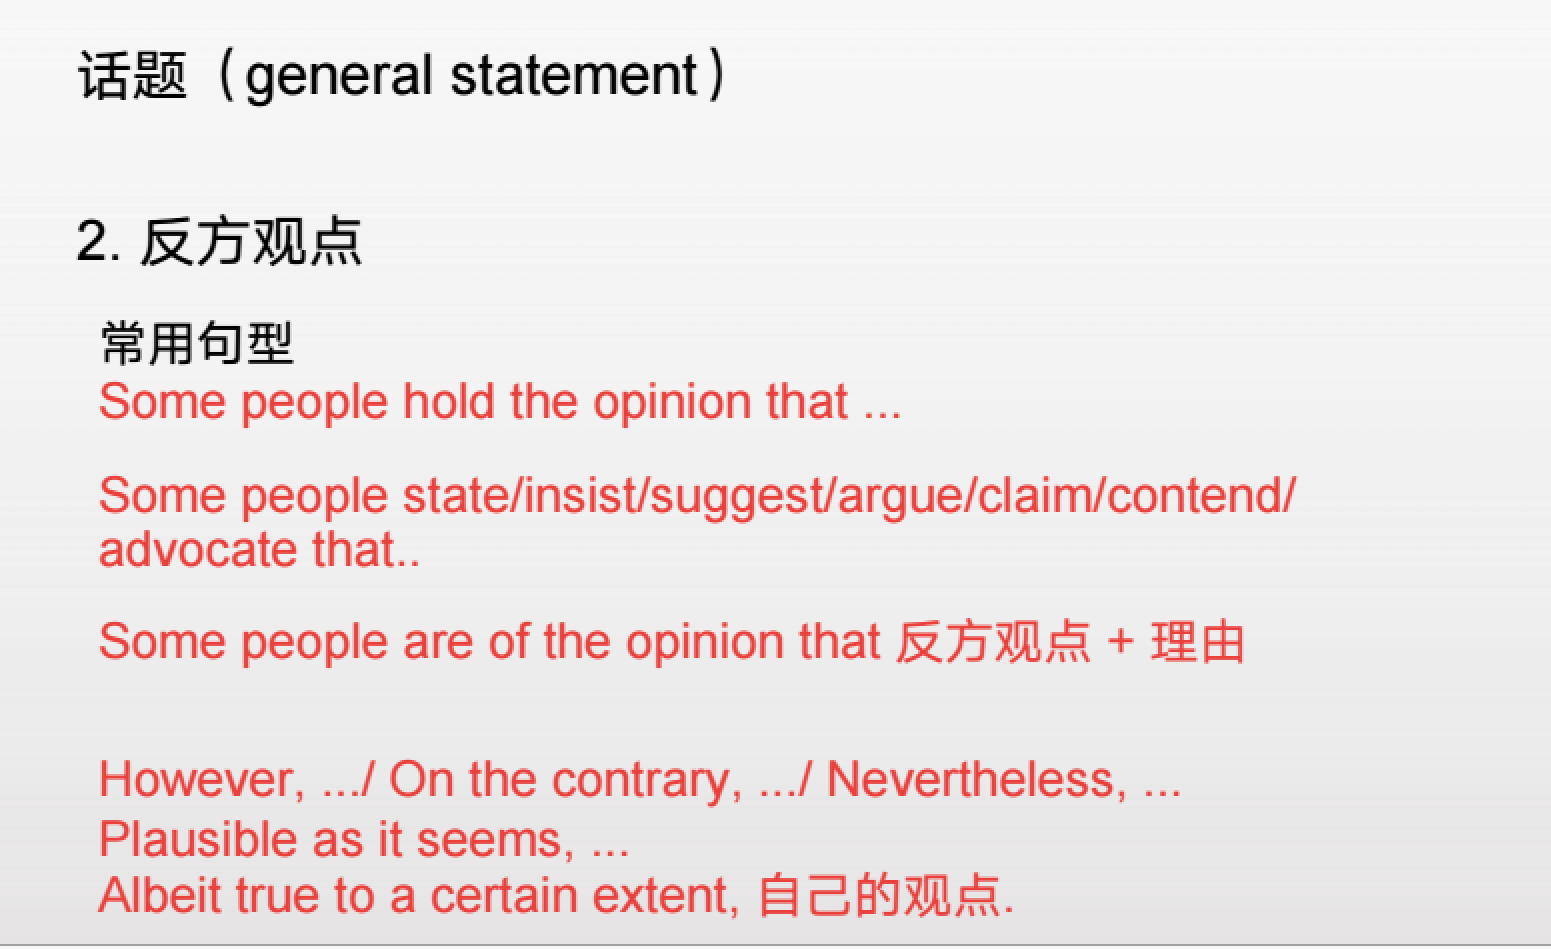 话题（general statement）
2. 反方观点
常用句型
Some people hold the opinion that ...
Some people state/insist/suggest/argue/claim/contend/
advocate that..
Some people are of the opinion that 反方观点 + 理由
However, .../ On the contrary, .../ Nevertheless, ...
Plausible as it seems, ...
Albeit true to a certain extent, 自己的观点.